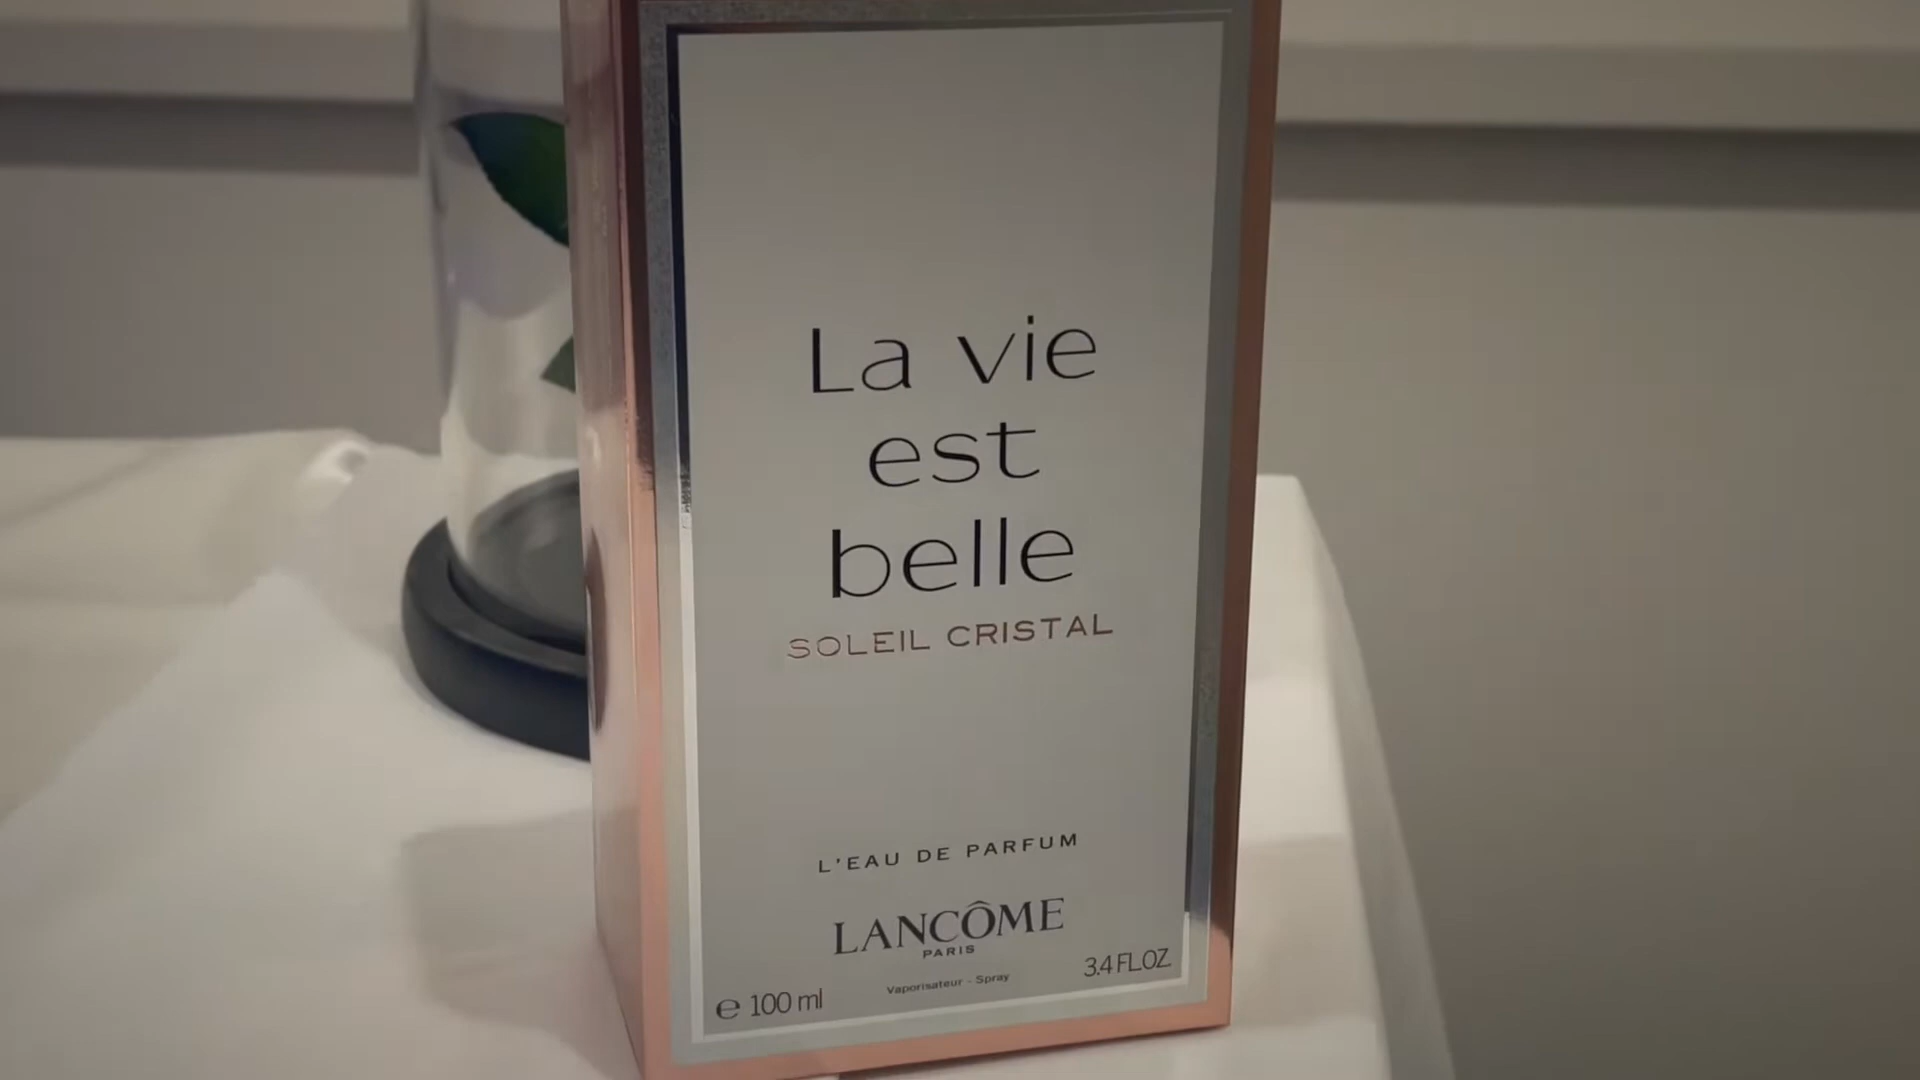 La vie
est
belle
SOLEIL CRISTAL
L'EAU DE PARFUM
LANCÔME
PARIS
Vaporisateur - Spray
℮ 100 ml
3.4 FL.OZ.